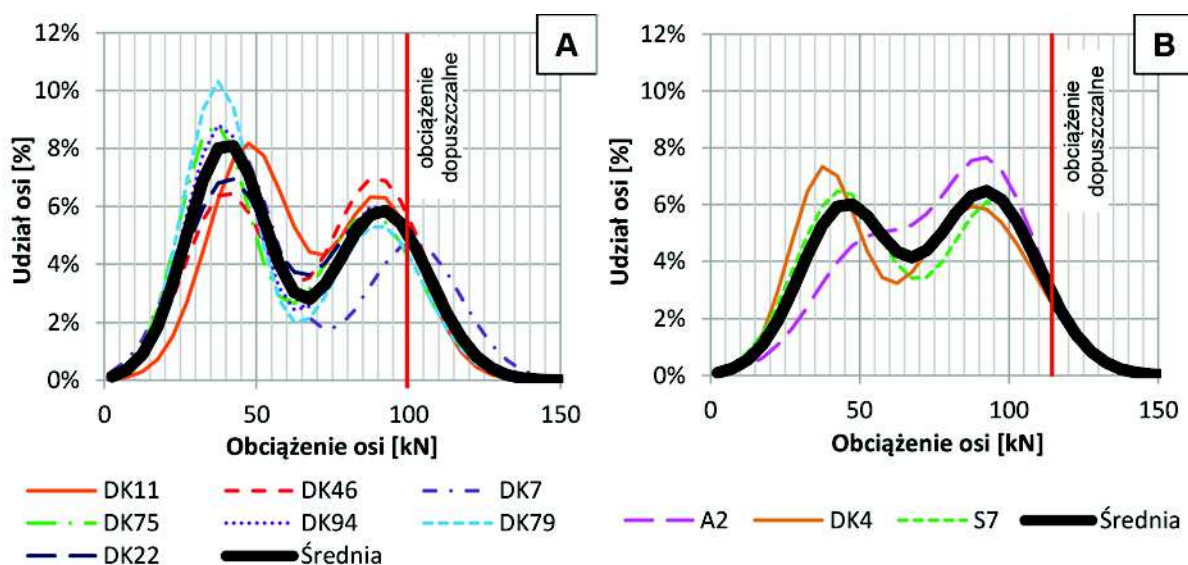 A
12%
10%
8%
6%
4%
2%
0%
Udział osi [%]
obciążenie
dopuszczalne
0 50 100 150
Obciążenie osi [kN]
DK11 DK46 DK7
DK75 DK94 DK79
DK22 Średnia
B
12%
10%
8%
6%
4%
2%
0%
Udział osi [%]
obciążenie
dopuszczalne
0 50 100 150
Obciążenie osi [kN]
A2 DK4 S7 Średnia